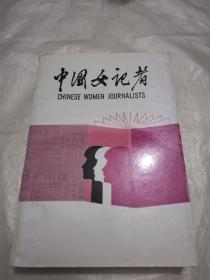 中国女记者
CHINESE WOMEN JOURNALISTS